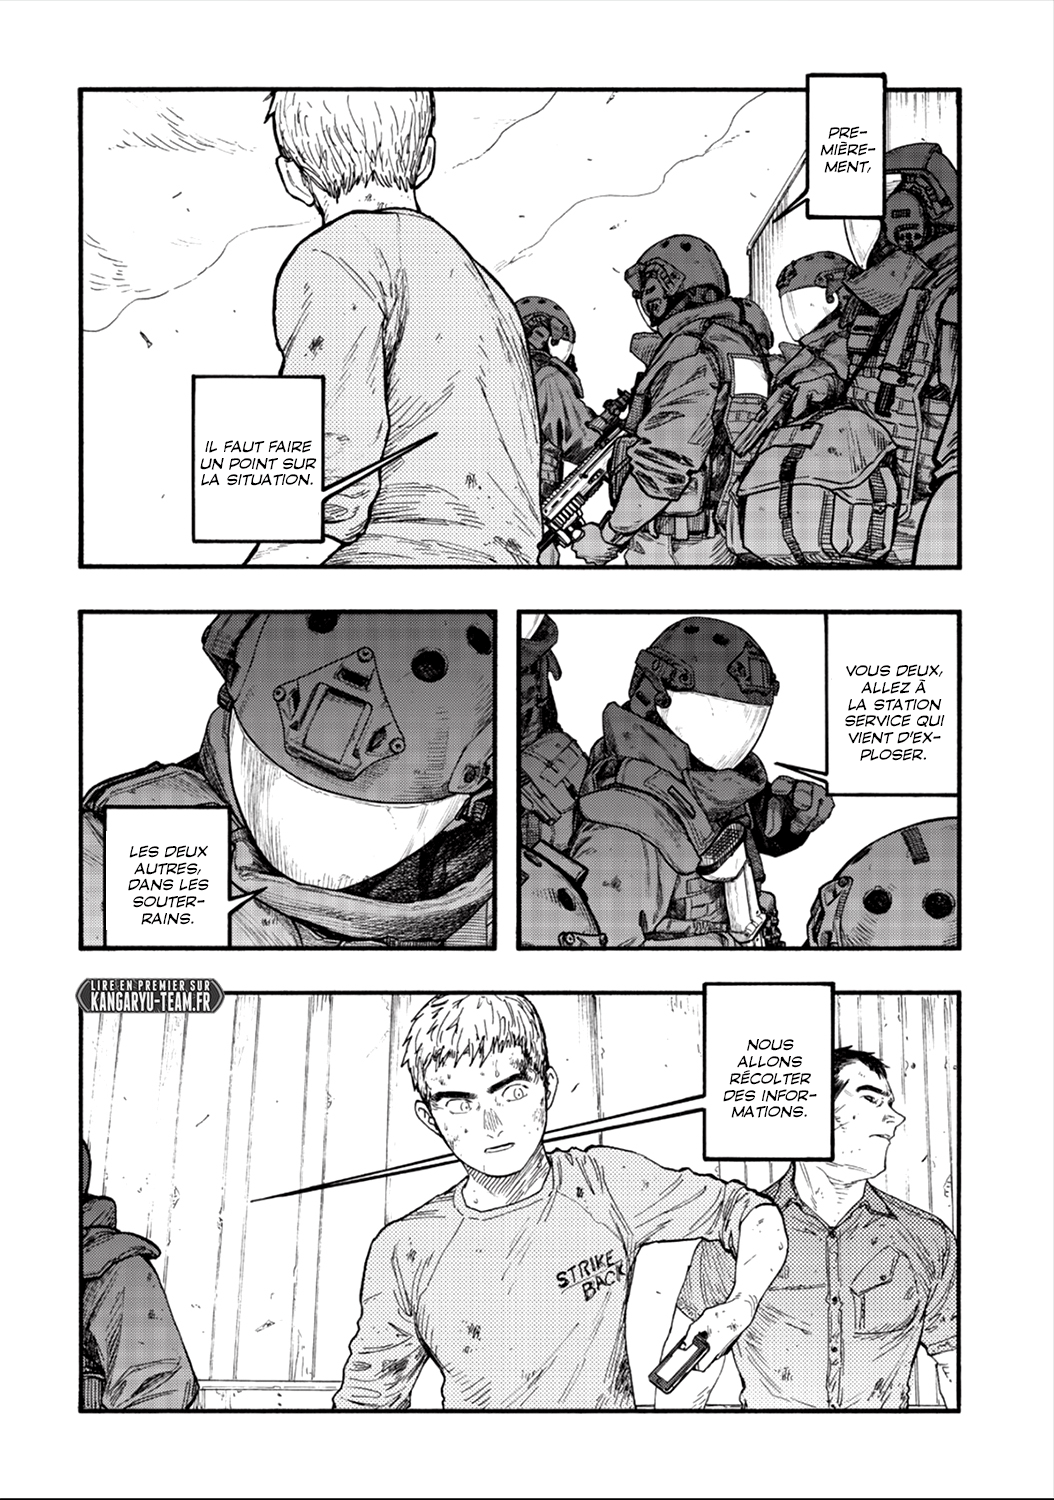 PRE-
MIÈRE-
MENT,
IL FAUT FAIRE
UN POINT SUR
LA SITUATION.
VOUS DEUX,
ALLEZ À
LA STATION
SERVICE QUI
VIENT D'EX-
PLOSER.
LES DEUX
AUTRES,
DANS LES
SOUTER-
RAINS.
LIRE EN PREMIER SUR
KANGARYU-TEAM.FR
NOUS
ALLONS
RÉCOLTER
DES INFOR-
MATIONS.
STRIKE
BACK